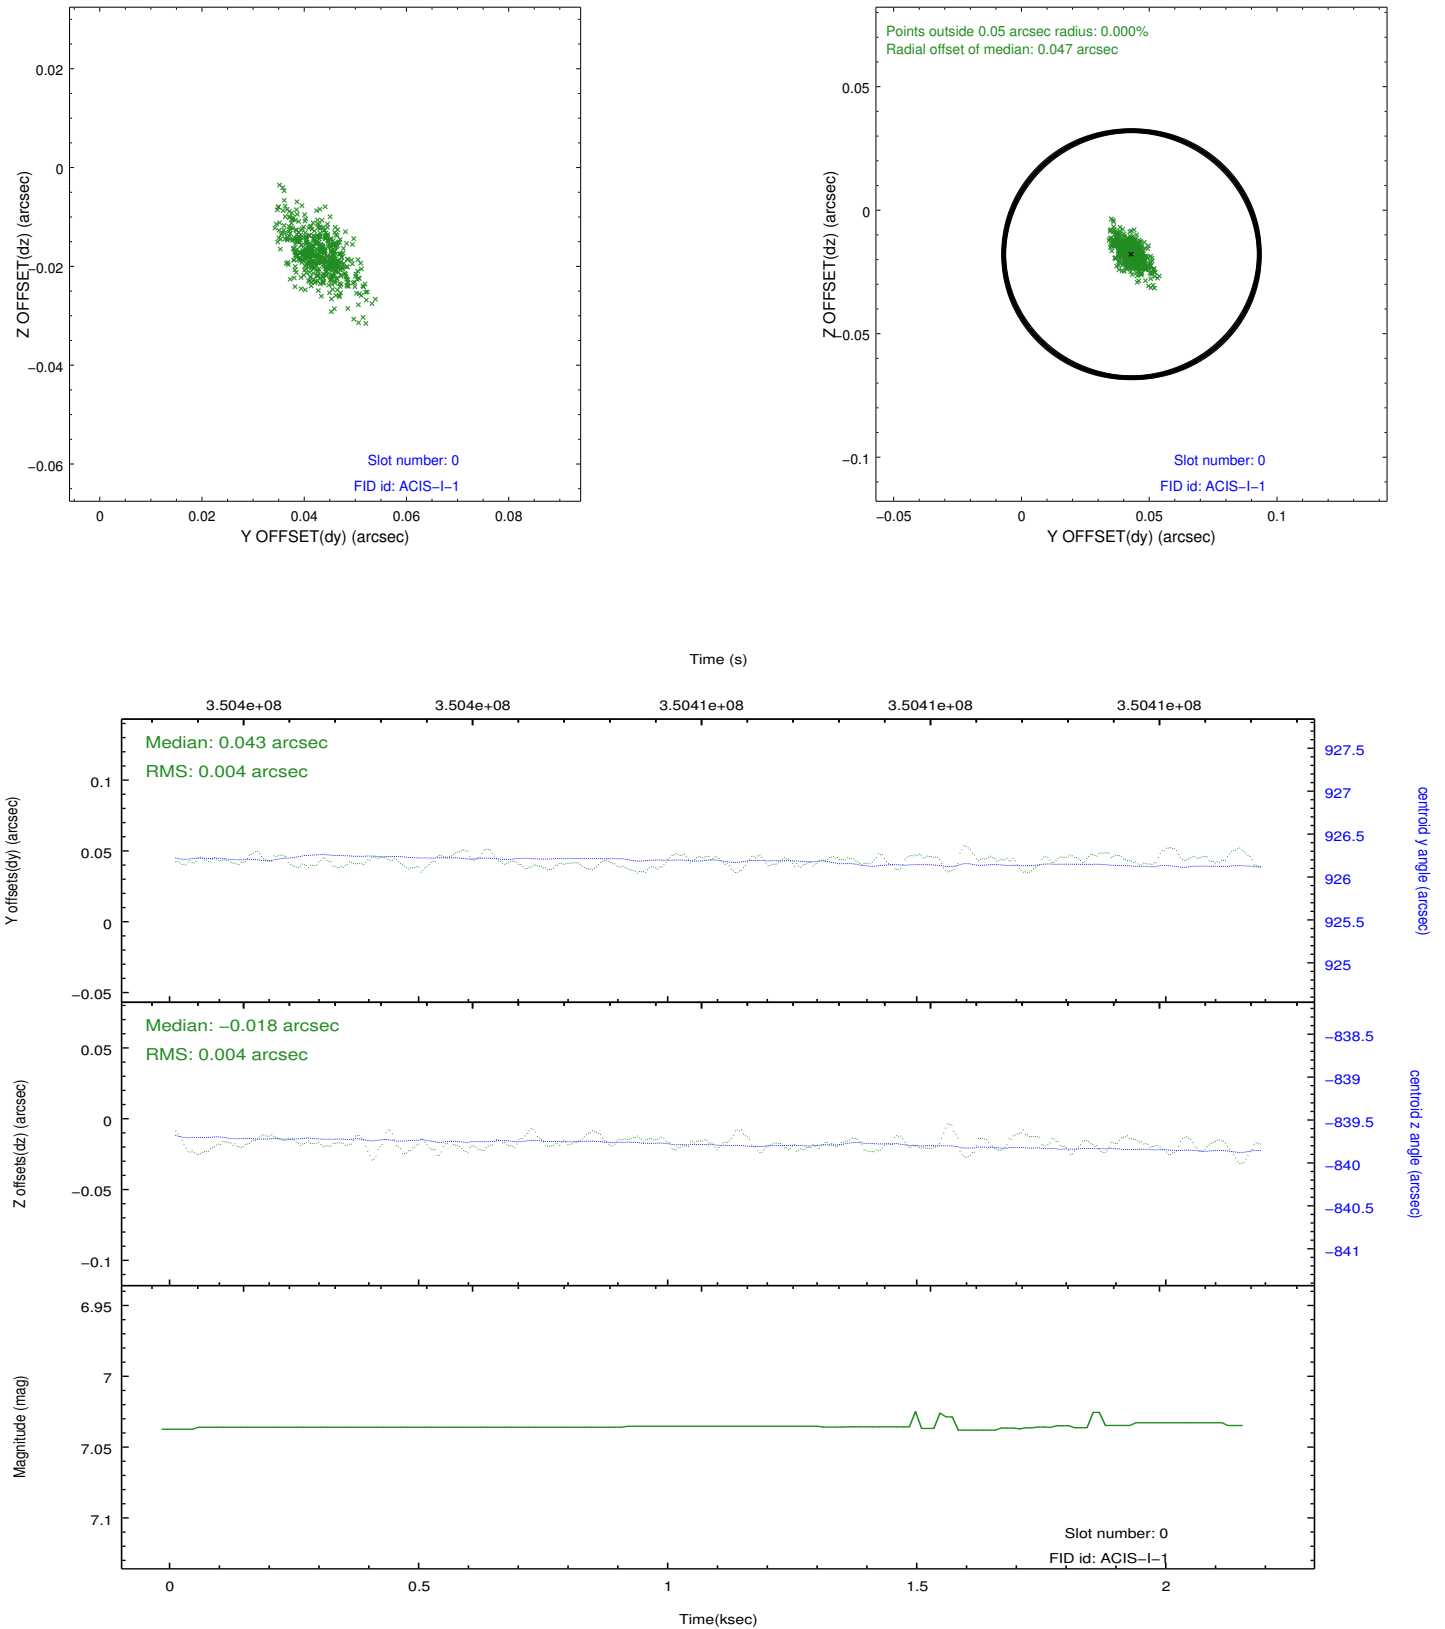 0.02
0
−0.02
−0.04
−0.06
Z OFFSET(dz) (arcsec)
Slot number: 0
FID id: ACIS−I−1
0 0.02 0.04 0.06 0.08
Y OFFSET(dy) (arcsec)
Points outside 0.05 arcsec radius: 0.000%
Radial offset of median: 0.047 arcsec
0.05
0
−0.05
−0.1
Z OFFSET(dz) (arcsec)
Slot number: 0
FID id: ACIS−I−1
−0.05 0 0.05 0.1
Y OFFSET(dy) (arcsec)
Time (s)
3.504e+08 3.504e+08 3.5041e+08 3.5041e+08 3.5041e+08
Median: 0.043 arcsec
RMS: 0.004 arcsec
0.1
0.05
0
−0.05
Y offsets(dy) (arcsec)
927.5
927
926.5
926
925.5
925
centroid y angle (arcsec)
Median: −0.018 arcsec
RMS: 0.004 arcsec
0.05
0
−0.05
−0.1
Z offsets(dz) (arcsec)
−838.5
−839
−839.5
−840
−840.5
−841
centroid z angle (arcsec)
6.95
7
7.05
7.1
Magnitude (mag)
Slot number: 0
FID id: ACIS−I−1
0 0.5 1 1.5 2
Time(ksec)